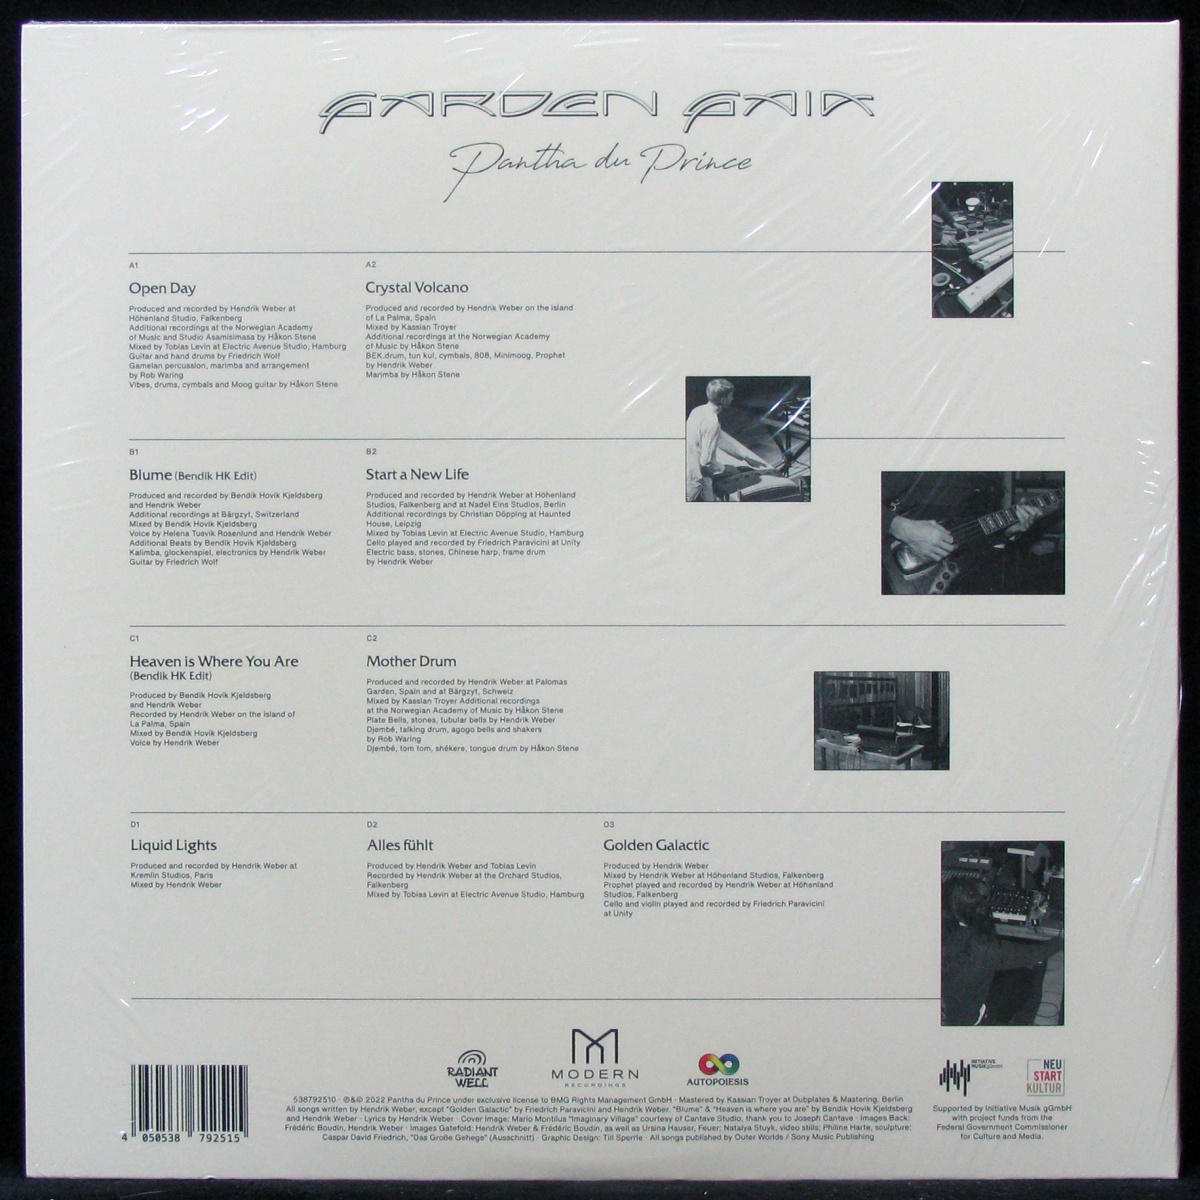 GARDEN GAIA
Pantha du Prince
A1
Open Day
Produced and recorded by Hendrik Weber at
Höhenland Studio, Falkenberg
Additional recordings at the Norwegian Academy
of Music and Studio Asamisimasa by Håkon Stene
Mixed by Tobias Levin at Electric Avenue Studio, Hamburg
Guitar and hand drums by Friedrich Wolf
Gamelan percussion, marimba and arrangement
by Rob Waring
Vibes, drums, cymbals and Moog guitar by Håkon Stene
A2
Crystal Volcano
Produced and recorded by Hendrik Weber on the island
of La Palma, Spain
Mixed by Kassian Troyer
Additional recordings at the Norwegian Academy
of Music by Håkon Stene
BEK.drum, tun kul, cymbals, 808, Minimoog, Prophet
by Hendrik Weber
Marimba by Håkon Stene
B1
Blume (Bendik HK Edit)
Produced and recorded by Bendik Hovik Kjeldsberg
and Hendrik Weber
Additional recordings at Bärgzyt, Switzerland
Mixed by Bendik Hovik Kjeldsberg
Voice by Helena Tusvik Rosenlund and Hendrik Weber
Additional Beats by Bendik Hovik Kjeldsberg
Kalimba, glockenspiel, electronics by Hendrik Weber
Guitar by Friedrich Wolf
B2
Start a New Life
Produced and recorded by Hendrik Weber at Höhenland
Studios, Falkenberg and at Nadel Eins Studios, Berlin
Additional recordings by Christian Döpping at Haunted
House, Leipzig
Mixed by Tobias Levin at Electric Avenue Studio, Hamburg
Cello played and recorded by Friedrich Paravicini at Unity
Electric bass, stones, Chinese harp, frame drum
by Hendrik Weber
C1
Heaven is Where You Are
(Bendik HK Edit)
Produced by Bendik Hovik Kjeldsberg
and Hendrik Weber
Recorded by Hendrik Weber on the island of
La Palma, Spain
Mixed by Bendik Hovik Kjeldsberg
Voice by Hendrik Weber
C2
Mother Drum
Produced and recorded by Hendrik Weber at Palomas
Garden, Spain and at Bärgzyt, Schweiz
Mixed by Kassian Troyer Additional recordings
at the Norwegian Academy of Music by Håkon Stene
Plate Bells, stones, tubular bells by Hendrik Weber
Djembé, talking drum, agogo bells and shakers
by Rob Waring
Djembé, tom tom, shékere, tongue drum by Håkon Stene
D1
Liquid Lights
Produced and recorded by Hendrik Weber at
Kremlin Studios, Paris
Mixed by Hendrik Weber
D2
Alles fühlt
Produced by Hendrik Weber and Tobias Levin
Recorded by Hendrik Weber at the Orchard Studios,
Falkenberg
Mixed by Tobias Levin at Electric Avenue Studio, Hamburg
D3
Golden Galactic
Produced by Hendrik Weber
Mixed by Hendrik Weber at Höhenland Studios, Falkenberg
Prophet played and recorded by Hendrik Weber at Höhenland
Studios, Falkenberg
Cello and violin played and recorded by Friedrich Paravicini
at Unity
4 050538 792515
RADIANT
WELL
MODERN
RECORDINGS
AUTOPOIESIS
INITIATIVE
MUSIK gGmbH
NEU
START
KULTUR
538792510 · ℗&© 2022 Pantha du Prince under exclusive license to BMG Rights Management GmbH · Mastered by Kassian Troyer at Dubplates & Mastering, Berlin
All songs written by Hendrik Weber, except "Golden Galactic" by Friedrich Paravicini and Hendrik Weber. "Blume" & "Heaven is where you are" by Bendik Hovik Kjeldsberg
and Hendrik Weber · Lyrics by Hendrik Weber · Cover Image: Mario Montilus "Imaginary Village" courtesy of Cantave Studio, thank you to Joseph Cantave · Images Back:
Frédéric Boudin, Hendrik Weber · Images Gatefold: Hendrik Weber & Frédéric Boudin, as well as Ursina Hauser, Feuer; Natalya Stuyk, video stills; Philine Harte, sculpture;
Caspar David Friedrich, "Das Große Gehege" (Ausschnitt) · Graphic Design: Till Sperrle · All songs published by Outer Worlds / Sony Music Publishing
Supported by Initiative Musik gGmbH
with project funds from the
Federal Government Commissioner
for Culture and Media.